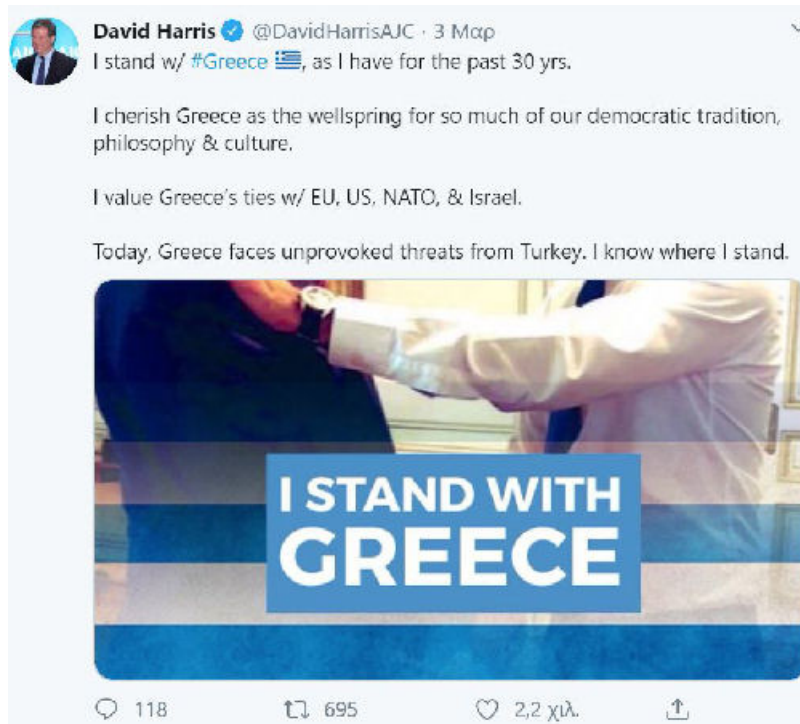 David Harris @DavidHarrisAJC · 3 Μαρ
I stand w/ #Greece 🇬🇷, as I have for the past 30 yrs.
I cherish Greece as the wellspring for so much of our democratic tradition,
philosophy & culture.
I value Greece's ties w/ EU, US, NATO, & Israel.
Today, Greece faces unprovoked threats from Turkey. I know where I stand.
I STAND WITH
GREECE
118 695 2,2 χιλ.